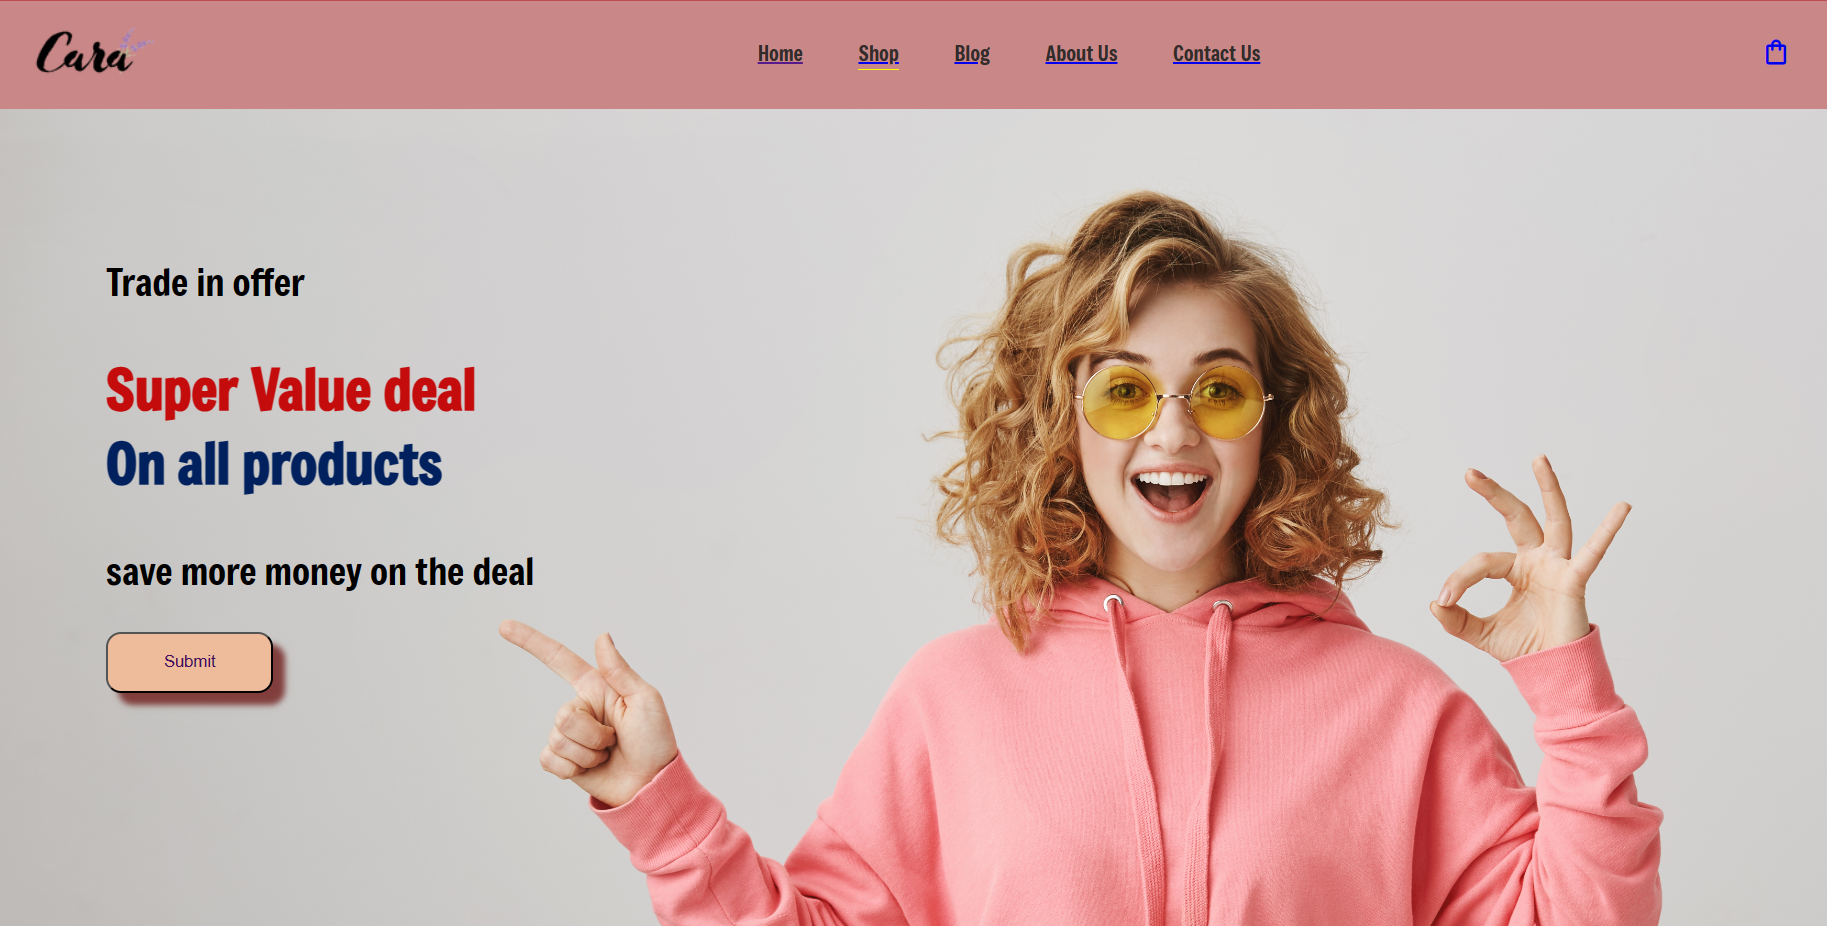 Cara
Home Shop Blog About Us Contact Us
Trade in offer
Super Value deal
On all products
save more money on the deal
Submit